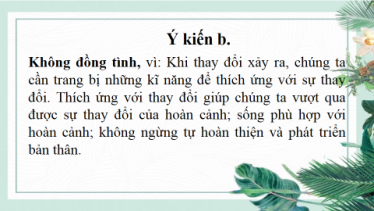 Ý kiến b.
Không đồng tình, vì: Khi thay đổi xảy ra, chúng ta
cần trang bị những kĩ năng để thích ứng với sự thay
đổi. Thích ứng với thay đổi giúp chúng ta vượt qua
được sự thay đổi của hoàn cảnh; sống phù hợp với
hoàn cảnh; không ngừng tự hoàn thiện và phát triển
bản thân.